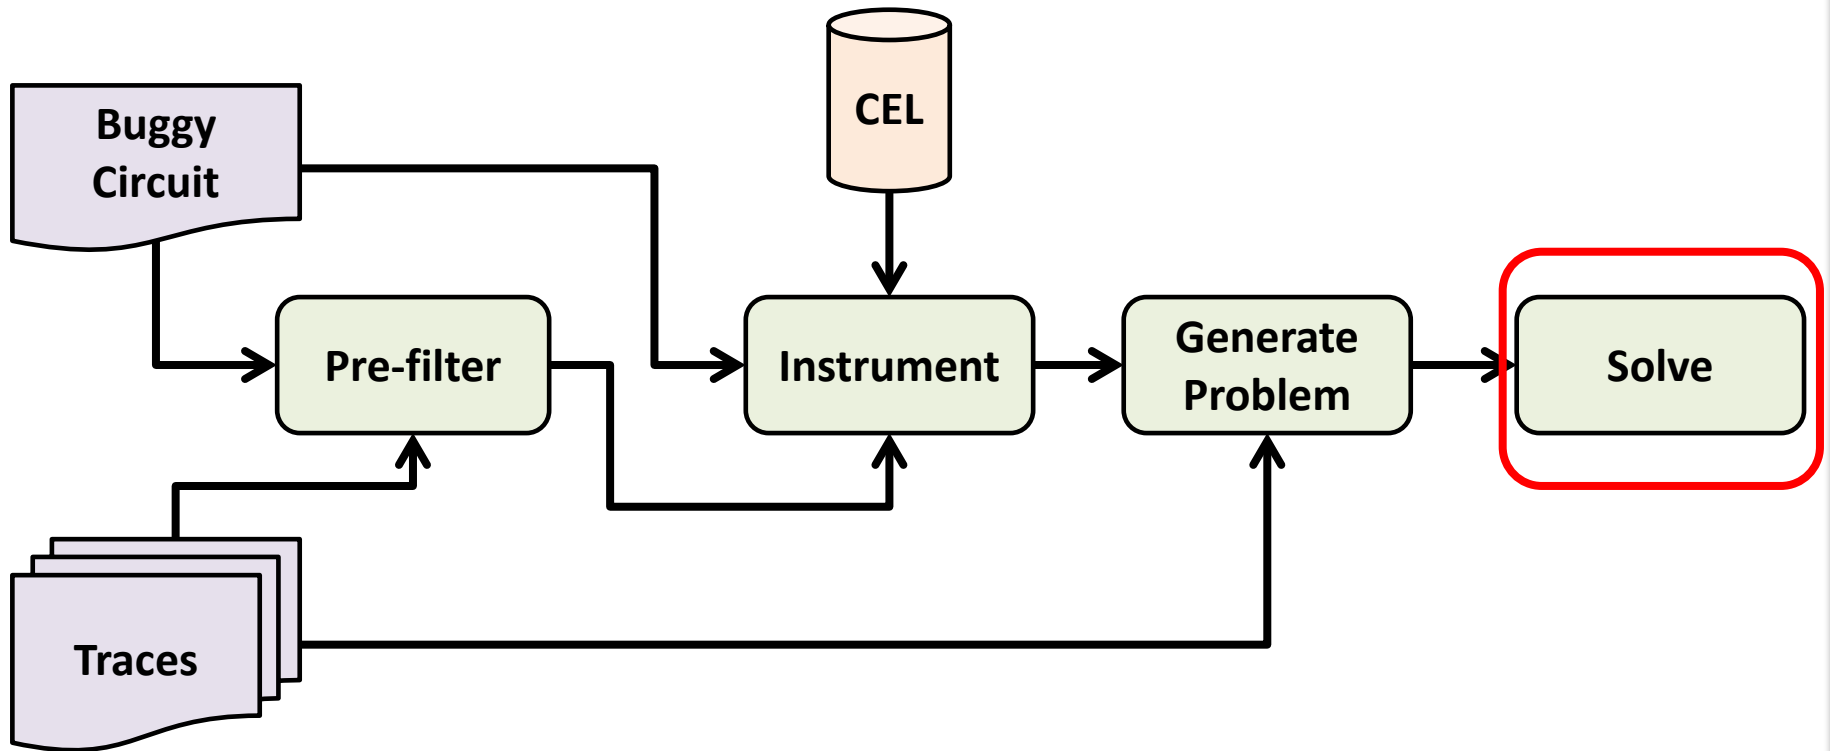 Buggy
Circuit
CEL
Pre-filter
Instrument
Generate
Problem
Solve
Traces